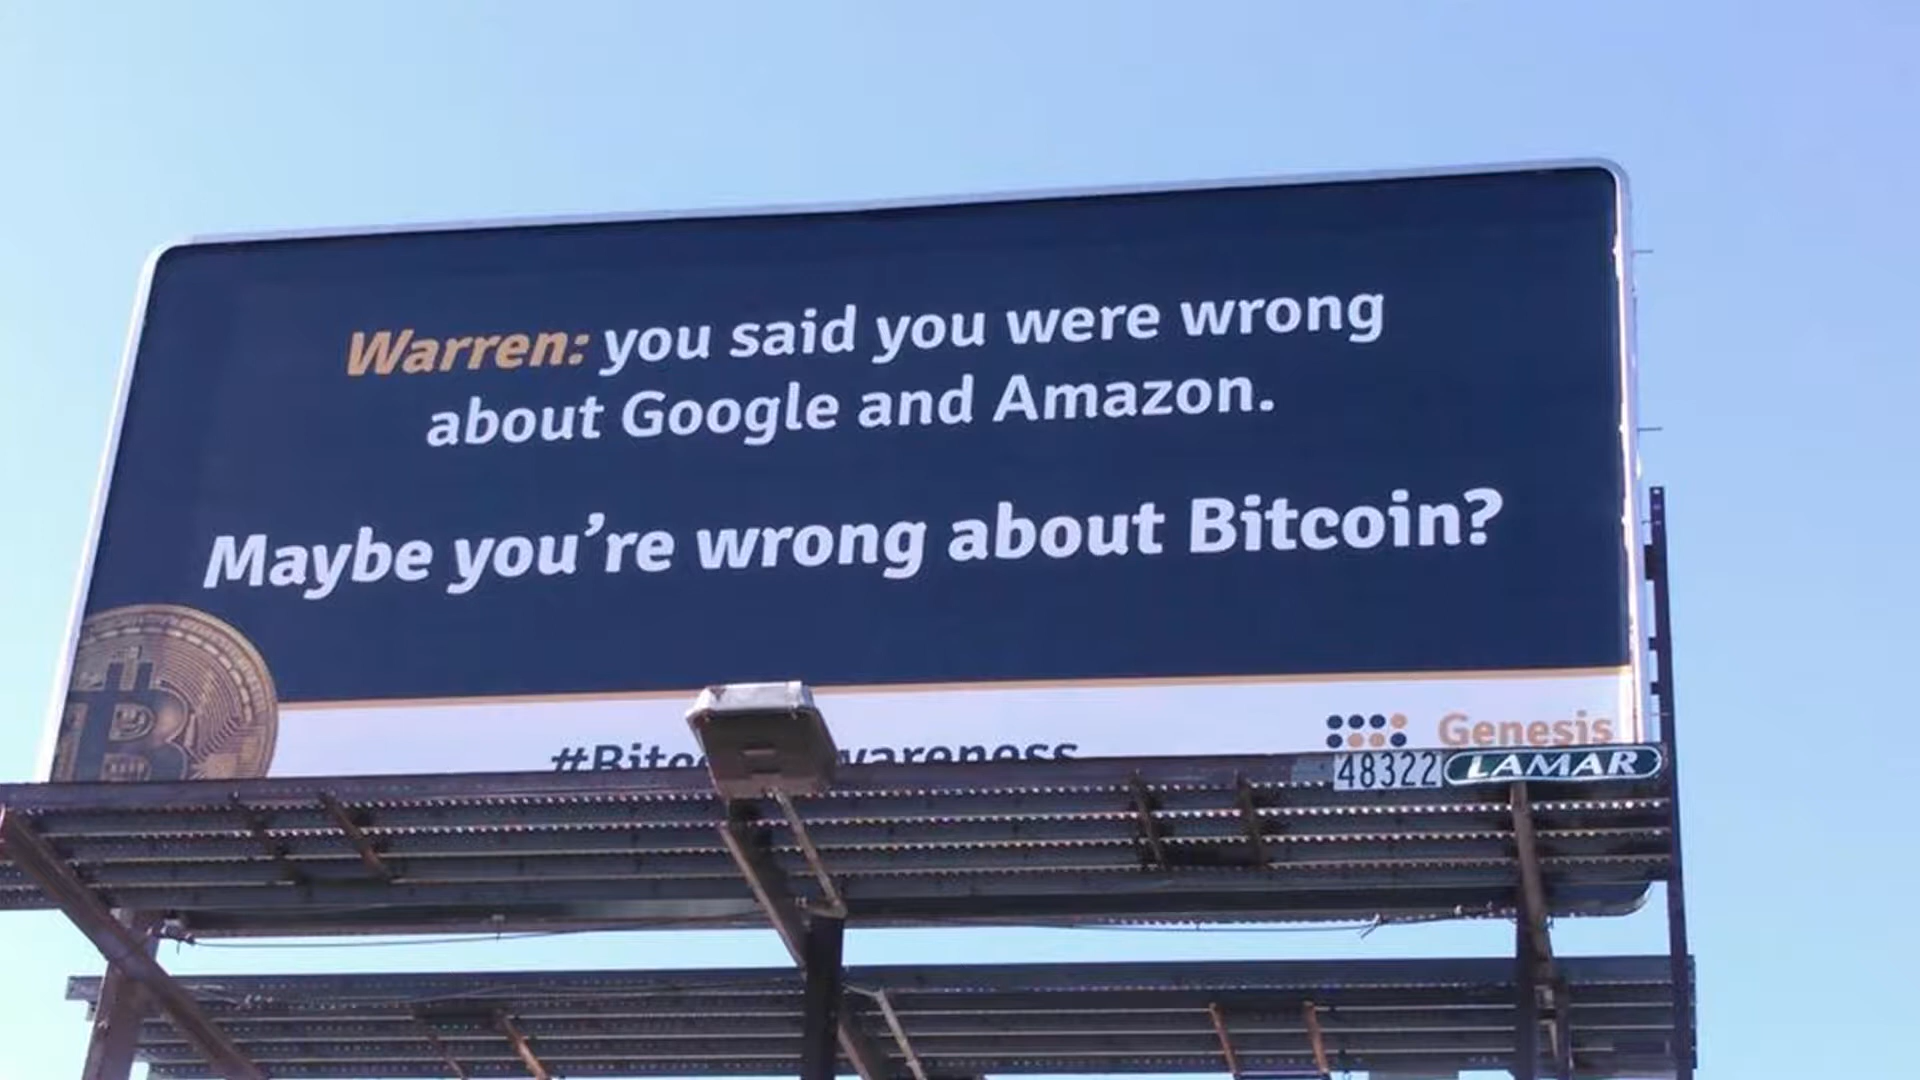 Warren: you said you were wrong
about Google and Amazon.
Maybe you're wrong about Bitcoin?
Genesis
48322 LAMAR